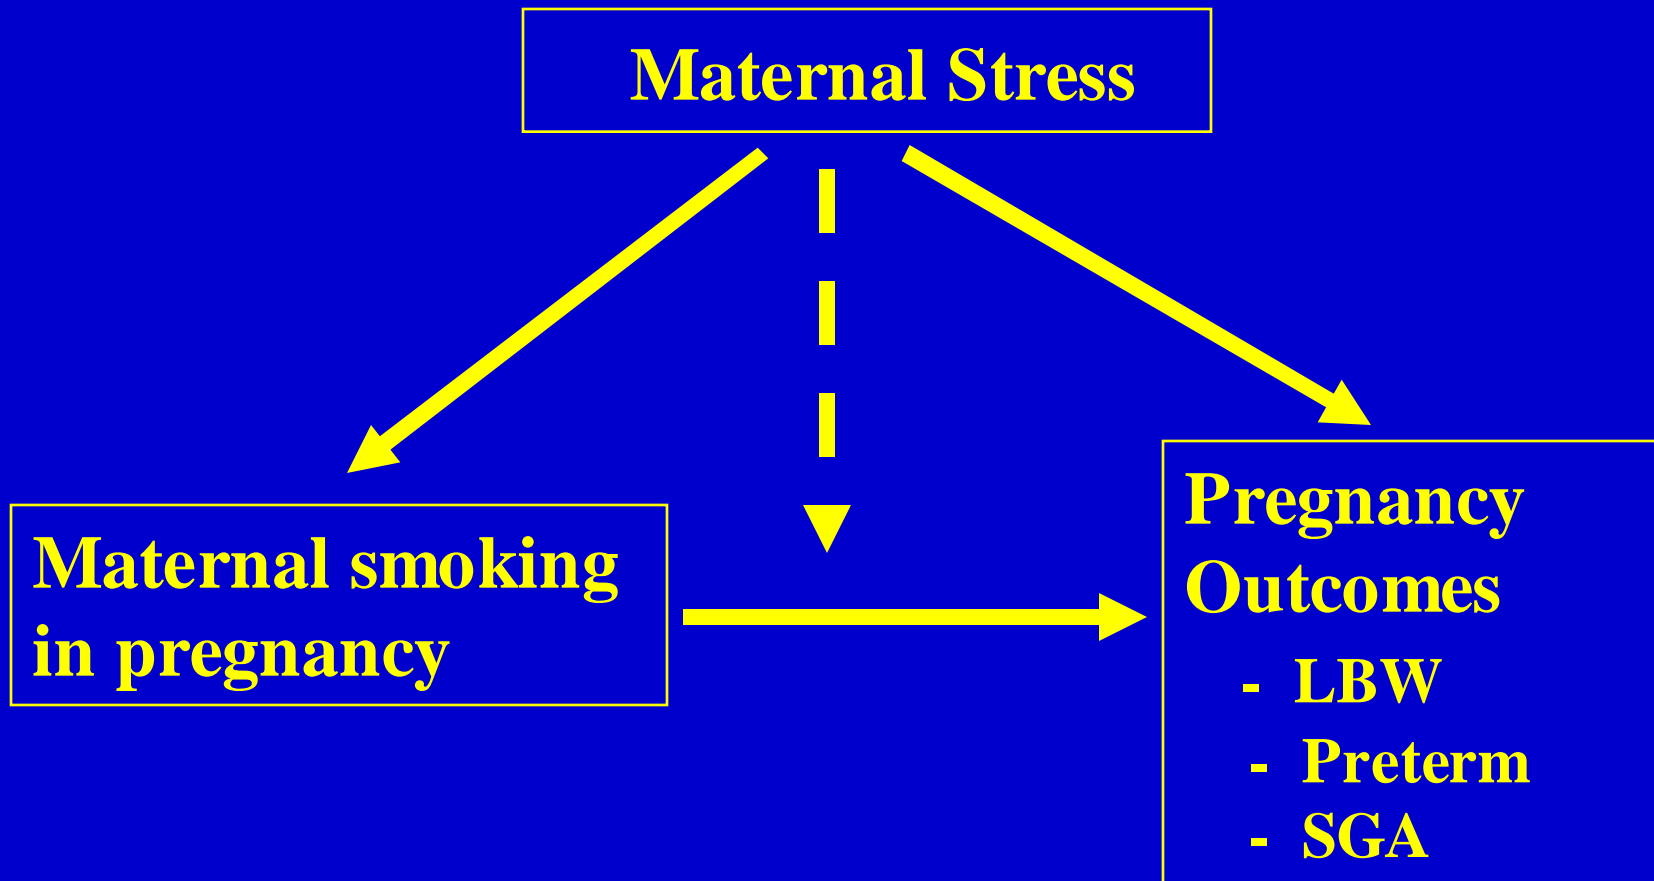 Maternal Stress
Maternal smoking
in pregnancy
Pregnancy
Outcomes
- LBW
- Preterm
- SGA